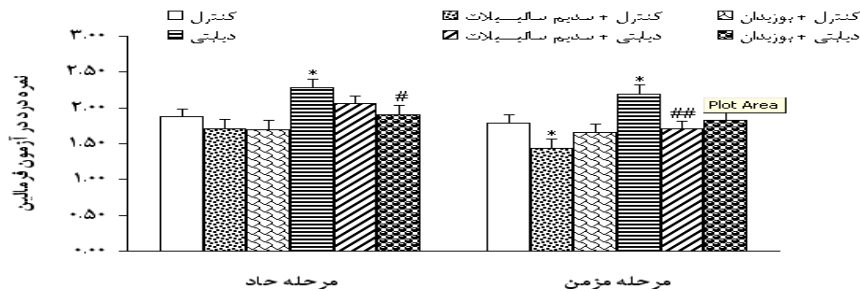 کنترل
کنترل + سدیم سالیسیلات
کنترل + بوزیدان
دیابتی
دیابتی + سدیم سالیسیلات
دیابتی + بوزیدان
نمره درد در آزمون فرمالین
۳.۰۰
۲.۵۰
۲.۰۰
۱.۵۰
۱.۰۰
۰.۵۰
۰.۰۰
*
#
*
*
##
Plot Area
مرحله حاد
مرحله مزمن